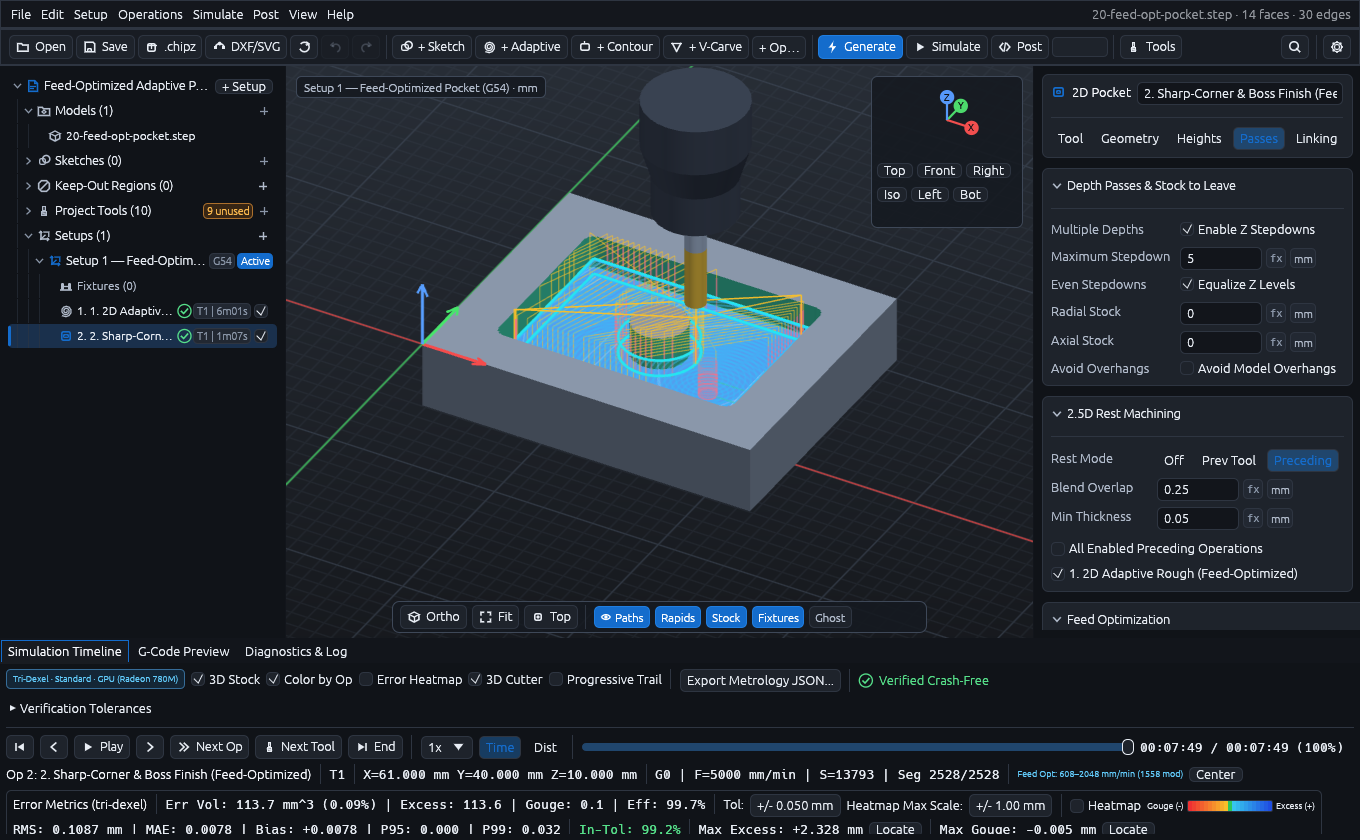 File Edit Setup Operations Simulate Post View Help 20-feed-opt-pocket.step · 14 faces · 30 edges
Open Save .chipz DXF/SVG + Sketch + Adaptive + Contour + V-Carve + Op... Generate Simulate Post Tools
Feed-Optimized Adaptive P... + Setup
Models (1) +
20-feed-opt-pocket.step
Sketches (0) +
Keep-Out Regions (0) +
Project Tools (10) 9 unused +
Setups (1) +
Setup 1 — Feed-Optim... G54 Active
Fixtures (0)
1. 1. 2D Adaptiv... T1 | 6m01s
2. 2. Sharp-Corn... T1 | 1m07s
Setup 1 — Feed-Optimized Pocket (G54) · mm
Z
Y
X
Top Front Right
Iso Left Bot
Ortho Fit Top Paths Rapids Stock Fixtures Ghost
2D Pocket 2. Sharp-Corner & Boss Finish (Fee
Tool Geometry Heights Passes Linking
Depth Passes & Stock to Leave
Multiple Depths Enable Z Stepdowns
Maximum Stepdown 5 fx mm
Even Stepdowns Equalize Z Levels
Radial Stock 0 fx mm
Axial Stock 0 fx mm
Avoid Overhangs Avoid Model Overhangs
2.5D Rest Machining
Rest Mode Off Prev Tool Preceding
Blend Overlap 0.25 fx mm
Min Thickness 0.05 fx mm
All Enabled Preceding Operations
1. 2D Adaptive Rough (Feed-Optimized)
Feed Optimization
Simulation Timeline G-Code Preview Diagnostics & Log
Tri-Dexel · Standard · GPU (Radeon 780M) 3D Stock Color by Op Error Heatmap 3D Cutter Progressive Trail Export Metrology JSON... Verified Crash-Free
Verification Tolerances
Play Next Op Next Tool End 1x Time Dist 00:07:49 / 00:07:49 (100%)
Op 2: 2. Sharp-Corner & Boss Finish (Feed-Optimized) T1 X=61.000 mm Y=40.000 mm Z=10.000 mm G0 | F=5000 mm/min | S=13793 | Seg 2528/2528 Feed Opt: 608–2048 mm/min (1558 mod) Center
Error Metrics (tri-dexel) Err Vol: 113.7 mm^3 (0.09%) | Excess: 113.6 | Gouge: 0.1 | Eff: 99.7% Tol: +/- 0.050 mm Heatmap Max Scale: +/- 1.00 mm Heatmap Gouge (-) Excess (+)
RMS: 0.1087 mm | MAE: 0.0078 | Bias: +0.0078 | P95: 0.000 | P99: 0.032 In-Tol: 99.2% Max Excess: +2.328 mm Locate Max Gouge: -0.005 mm Locate